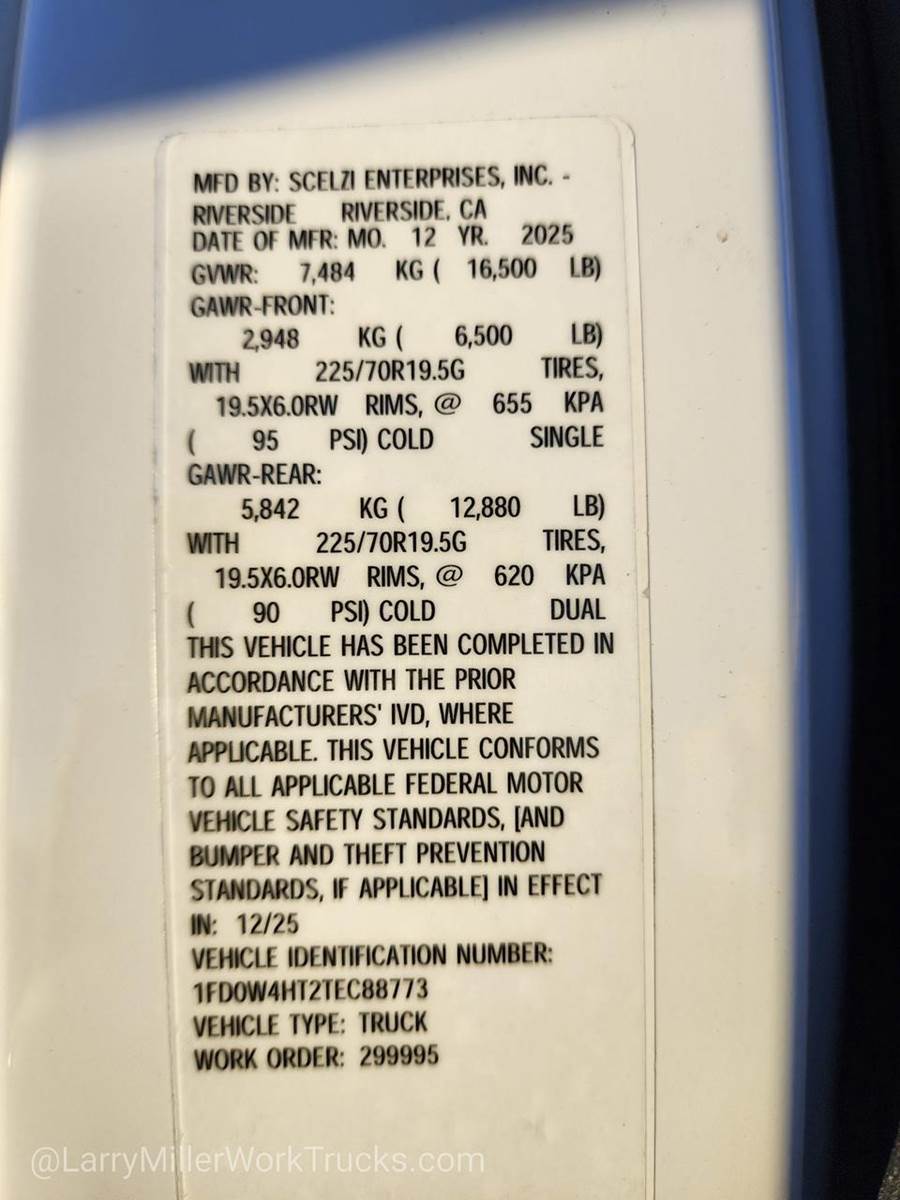 MFD BY: SCELZI ENTERPRISES, INC. -
RIVERSIDE RIVERSIDE, CA
DATE OF MFR: MO. 12 YR. 2025
GVWR: 7,484 KG ( 16,500 LB)
GAWR-FRONT:
2,948 KG ( 6,500 LB)
WITH 225/70R19.5G TIRES,
19.5X6.0RW RIMS, @ 655 KPA
( 95 PSI) COLD SINGLE
GAWR-REAR:
5,842 KG ( 12,880 LB)
WITH 225/70R19.5G TIRES,
19.5X6.0RW RIMS, @ 620 KPA
( 90 PSI) COLD DUAL
THIS VEHICLE HAS BEEN COMPLETED IN
ACCORDANCE WITH THE PRIOR
MANUFACTURERS' IVD, WHERE
APPLICABLE. THIS VEHICLE CONFORMS
TO ALL APPLICABLE FEDERAL MOTOR
VEHICLE SAFETY STANDARDS, [AND
BUMPER AND THEFT PREVENTION
STANDARDS, IF APPLICABLE] IN EFFECT
IN: 12/25
VEHICLE IDENTIFICATION NUMBER:
1FD0W4HT2TEC88773
VEHICLE TYPE: TRUCK
WORK ORDER: 299995
@LarryMillerWorkTrucks.com